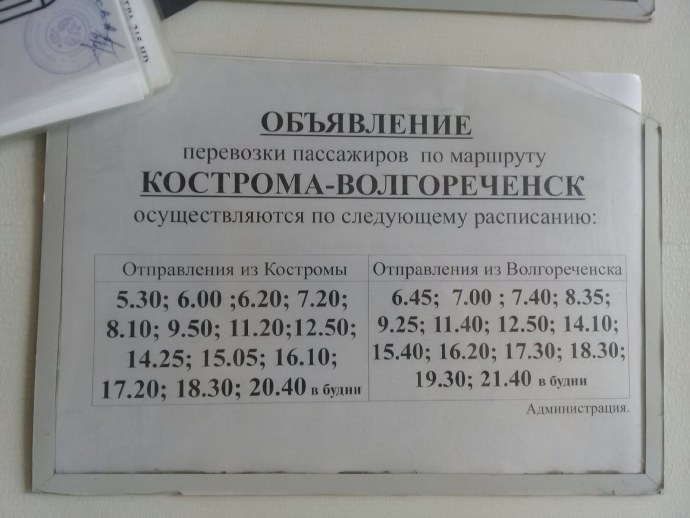 ОБЪЯВЛЕНИЕ
перевозки пассажиров по маршруту
КОСТРОМА-ВОЛГОРЕЧЕНСК
осуществляются по следующему расписанию:
Отправления из Костромы
5.30; 6.00 ;6.20; 7.20;
8.10; 9.50; 11.20;12.50;
14.25; 15.05; 16.10;
17.20; 18.30; 20.40 в будни
Отправления из Волгореченска
6.45; 7.00 ; 7.40; 8.35;
9.25; 11.40; 12.50; 14.10;
15.40; 16.20; 17.30; 18.30;
19.30; 21.40 в будни
Администрация.